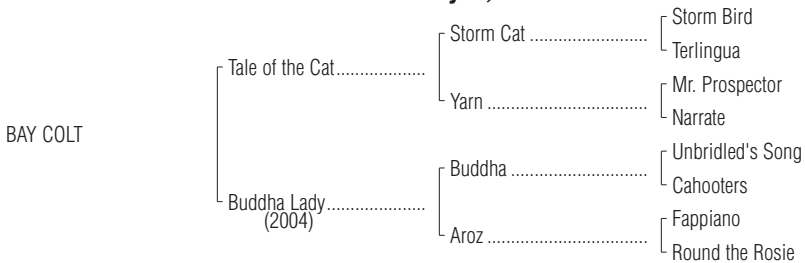 Storm Bird
Storm Cat ....................
Terlingua
Tale of the Cat...................
Mr. Prospector
Yarn ............................
Narrate
BAY COLT
Unbridled's Song
Buddha .........................
Cahooters
Buddha Lady....................
(2004)
Fappiano
Aroz ............................
Round the Rosie